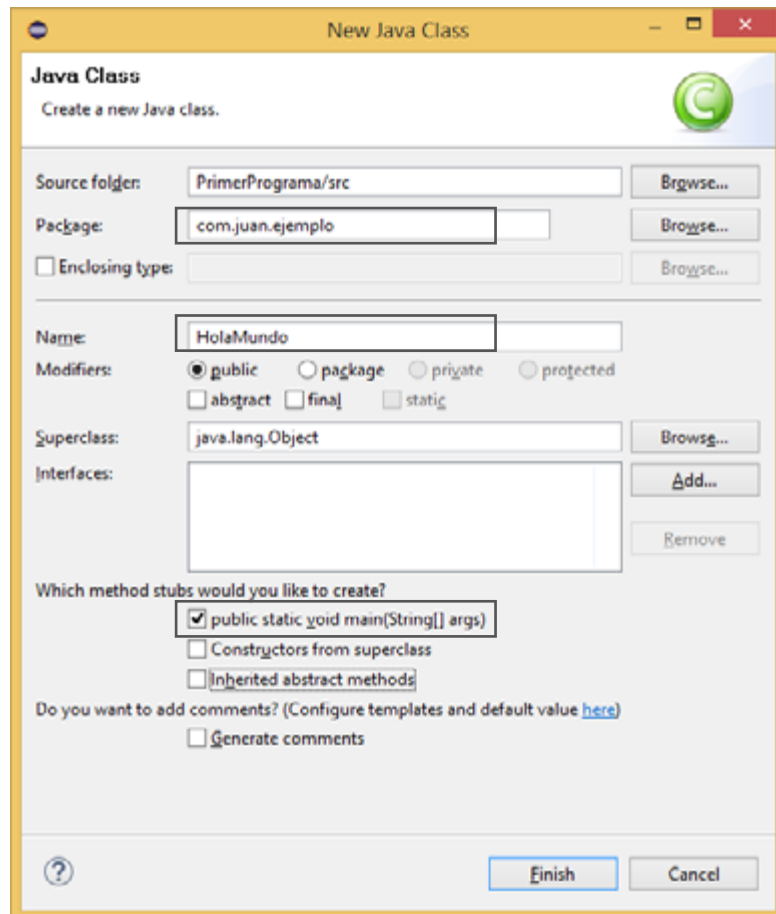 New Java Class
Java Class
Create a new Java class.
Source folder: PrimerPrograma/src Browse...
Package: com.juan.ejemplo Browse...
Enclosing type: Browse...
Name: HolaMundo
Modifiers: public package private protected
abstract final static
Superclass: java.lang.Object Browse...
Interfaces: Add...
Remove
Which method stubs would you like to create?
public static void main(String[] args)
Constructors from superclass
Inherited abstract methods
Do you want to add comments? (Configure templates and default value here)
Generate comments
? Finish Cancel